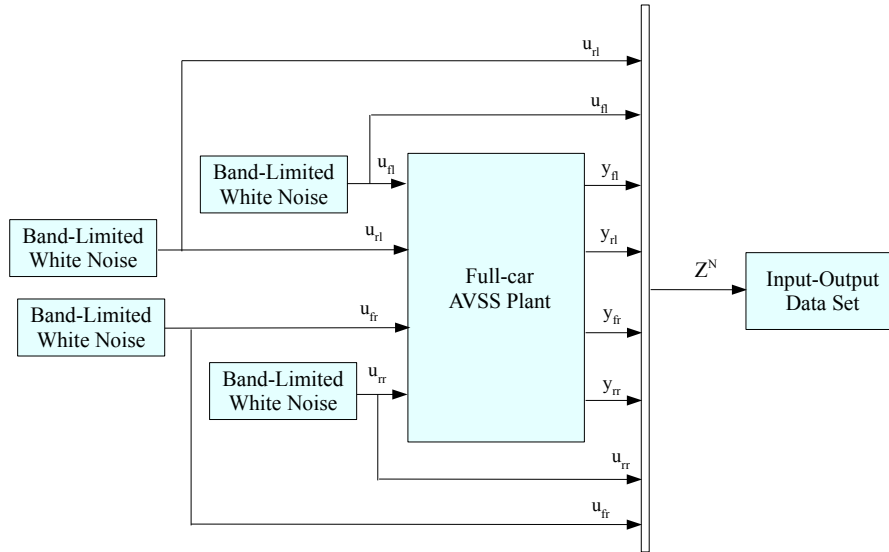 u_rl
u_fl
Band-Limited
White Noise
u_fl
y_fl
Band-Limited
White Noise
u_rl
y_rl
Full-car
AVSS Plant
Z^N
Input-Output
Data Set
Band-Limited
White Noise
u_fr
y_fr
Band-Limited
White Noise
u_rr
y_rr
u_rr
u_fr